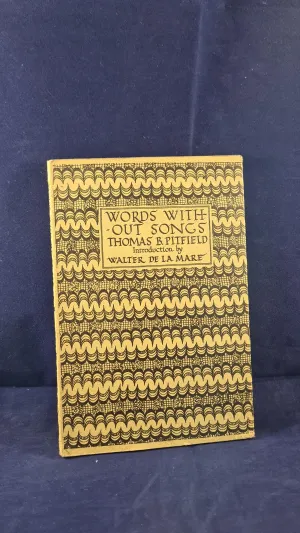 WORDS WITH-
-OUT SONGS
THOMAS B. PITFIELD
Introduction by
WALTER DE LA MARE